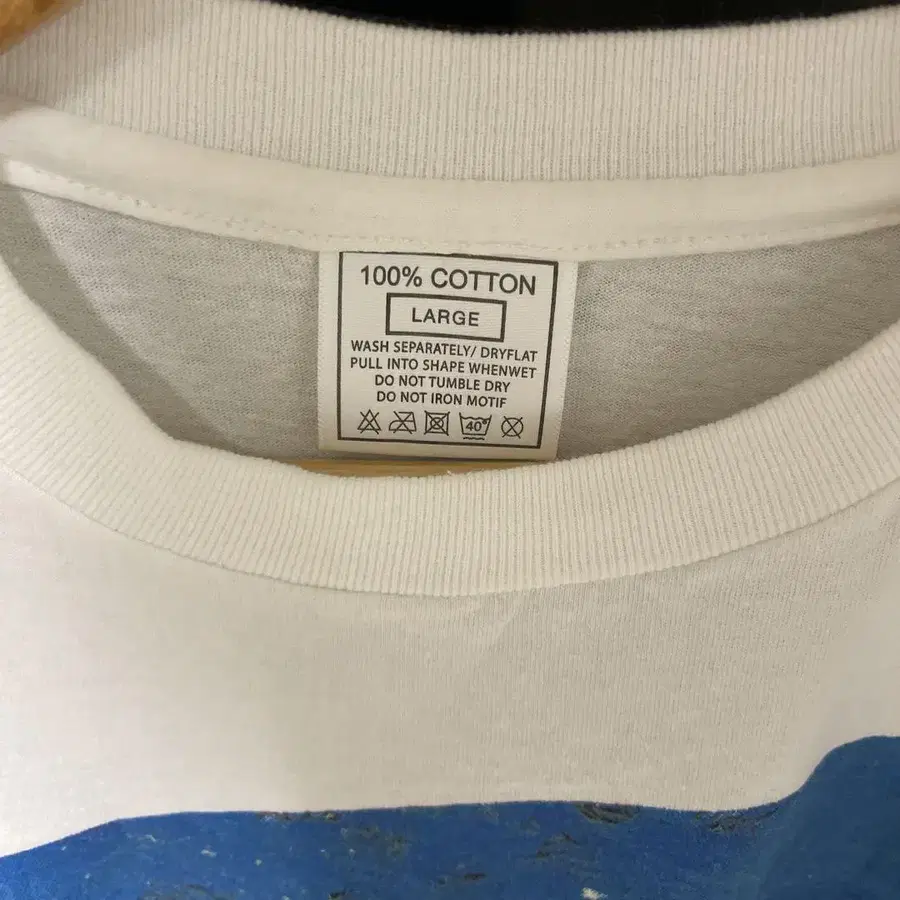 100% COTTON
LARGE
WASH SEPARATELY/ DRYFLAT
PULL INTO SHAPE WHENWET
DO NOT TUMBLE DRY
DO NOT IRON MOTIF
40°